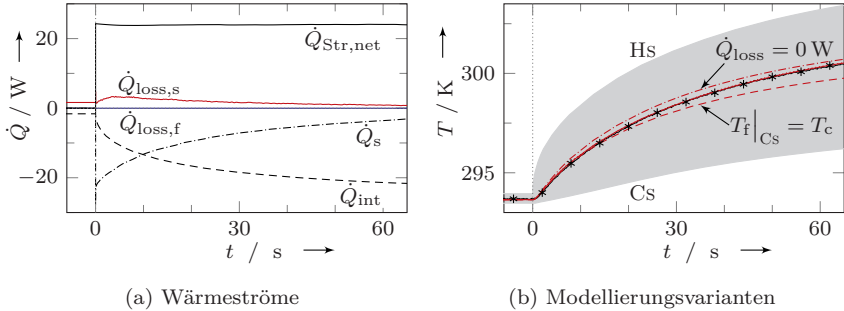 20
0
−20
Q̇ / W
Q̇Str,net
Q̇loss,s
Q̇loss,f
Q̇s
Q̇int
0
30
60
t / s
(a) Wärmeströme
300
293
T / K
Hs
Q̇loss = 0 W
Tf|Cs = Tc
Cs
0
30
60
t / s
(b) Modellierungsvarianten